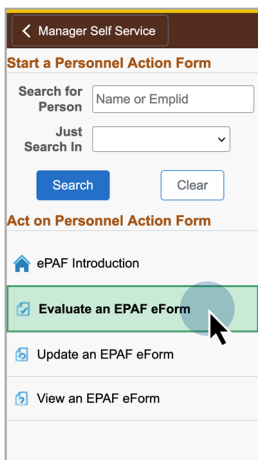 Manager Self Service
Start a Personnel Action Form
Search for
Person
Name or Emplid
Just
Search In
Search
Clear
Act on Personnel Action Form
ePAF Introduction
Evaluate an EPAF eForm
Update an EPAF eForm
View an EPAF eForm